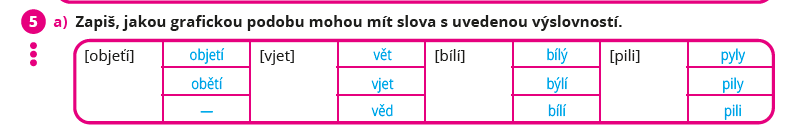 5 a) Zapiš, jakou grafickou podobu mohou mít slova s uvedenou výslovností.
[objeťí] objetí [vjet] vět [bílí] bílý [pili] pyly
obětí vjet býlí pily
— věd bílí pili